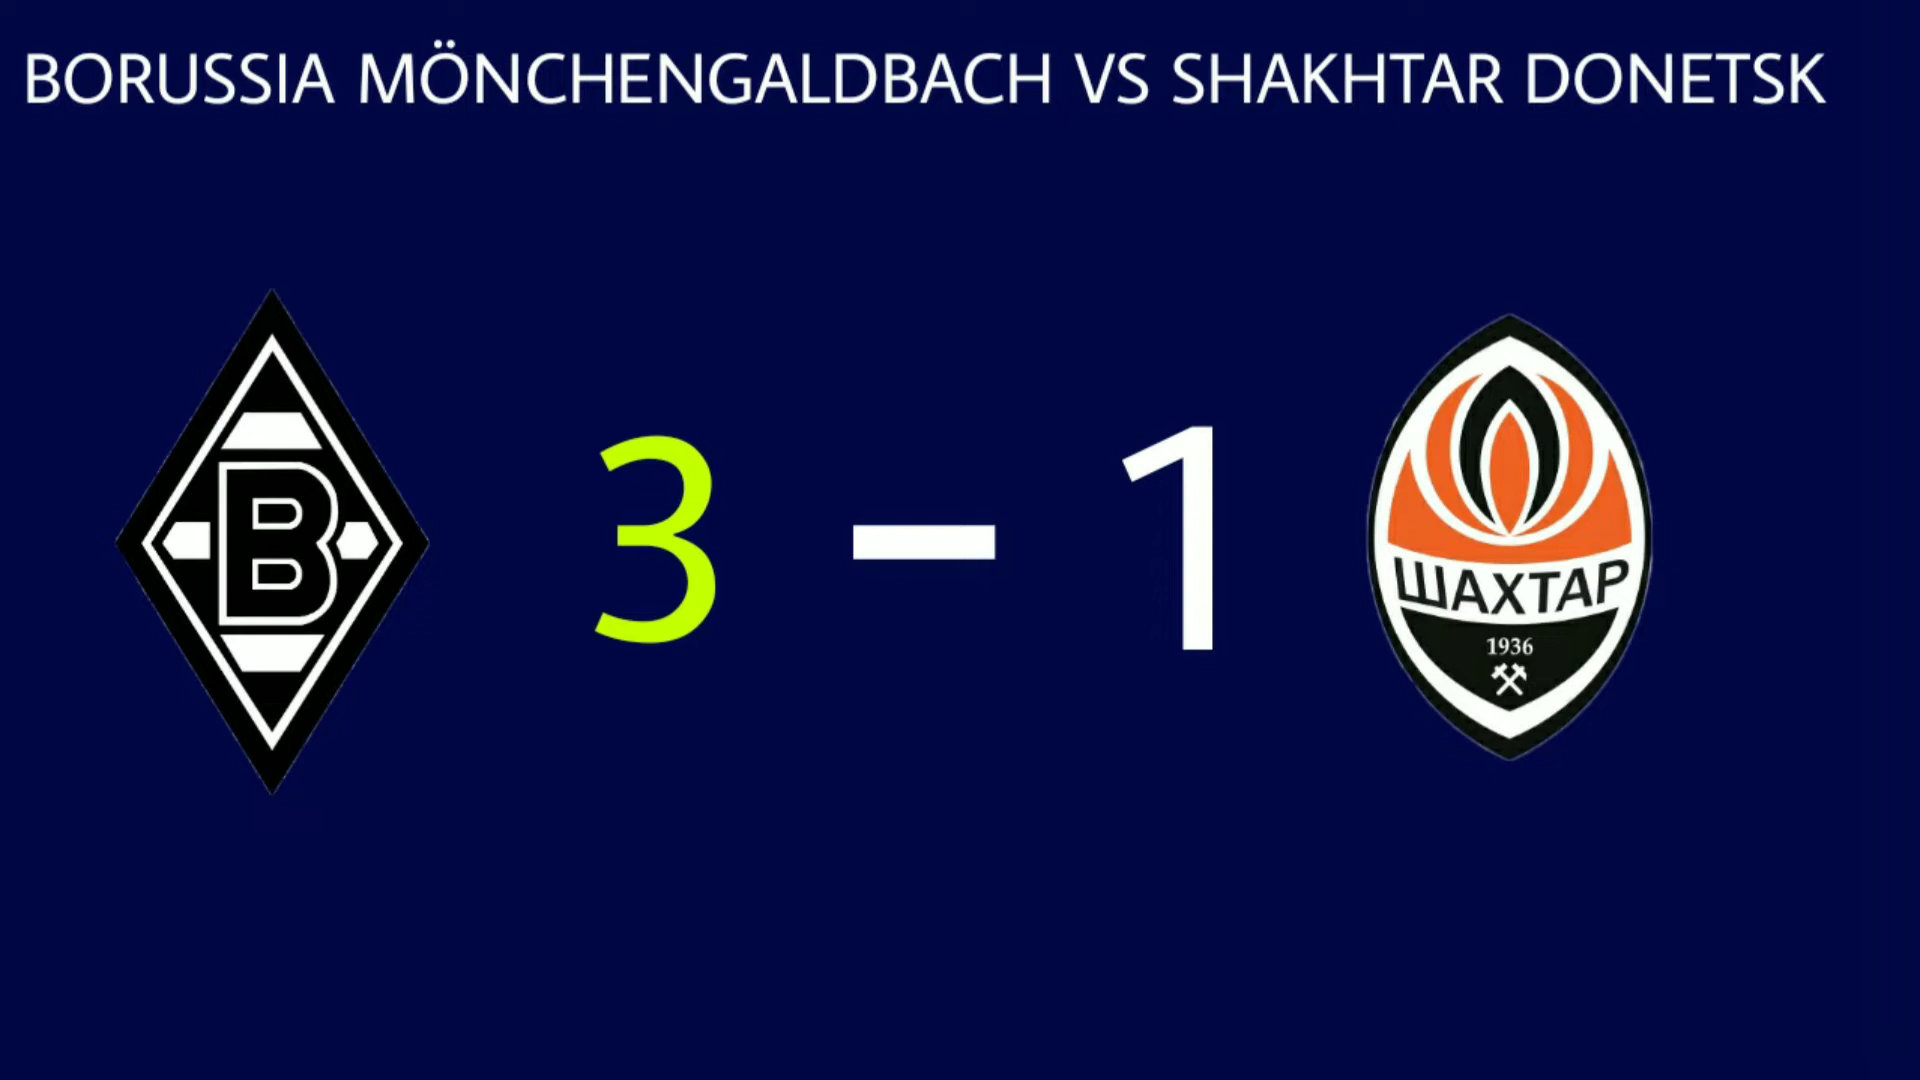 BORUSSIA MÖNCHENGALDBACH VS SHAKHTAR DONETSK
B
3 – 1
ШАХТАР
1936